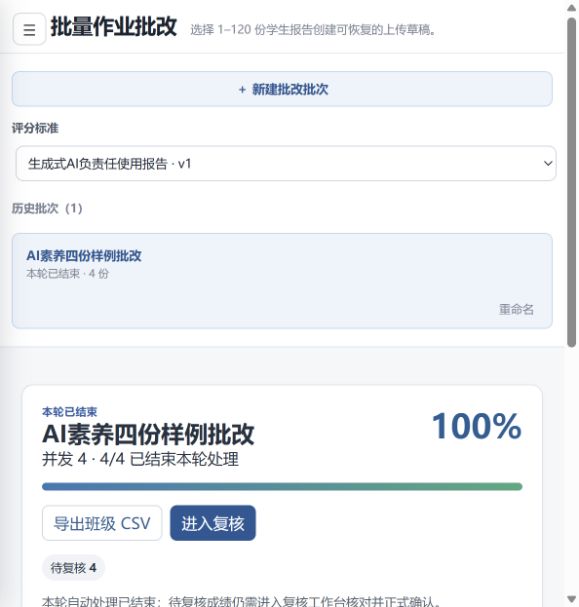 批量作业批改 选择 1–120 份学生报告创建可恢复的上传草稿。
+ 新建批改批次
评分标准
生成式AI负责任使用报告 · v1
历史批次（1）
AI素养四份样例批改
本轮已结束 · 4 份
重命名
本轮已结束
AI素养四份样例批改
100%
并发 4 · 4/4 已结束本轮处理
导出班级 CSV 进入复核
待复核 4
本轮自动处理已结束；待复核成绩仍需进入复核工作台核对并正式确认。